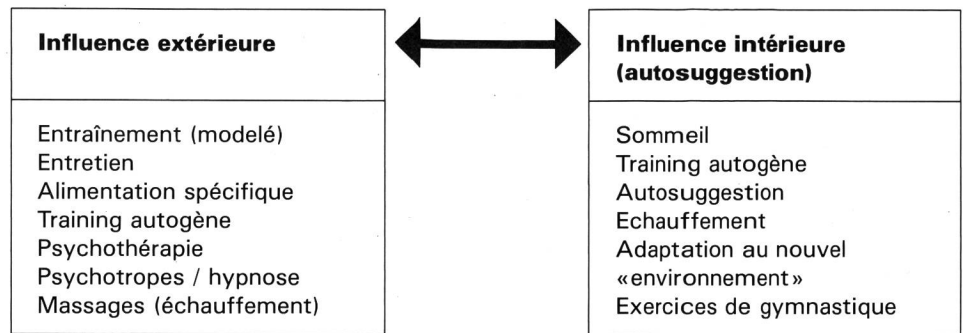 Influence extérieure
Entraînement (modelé)
Entretien
Alimentation spécifique
Training autogène
Psychothérapie
Psychotropes / hypnose
Massages (échauffement)
Influence intérieure
(autosuggestion)
Sommeil
Training autogène
Autosuggestion
Echauffement
Adaptation au nouvel
«environnement»
Exercices de gymnastique